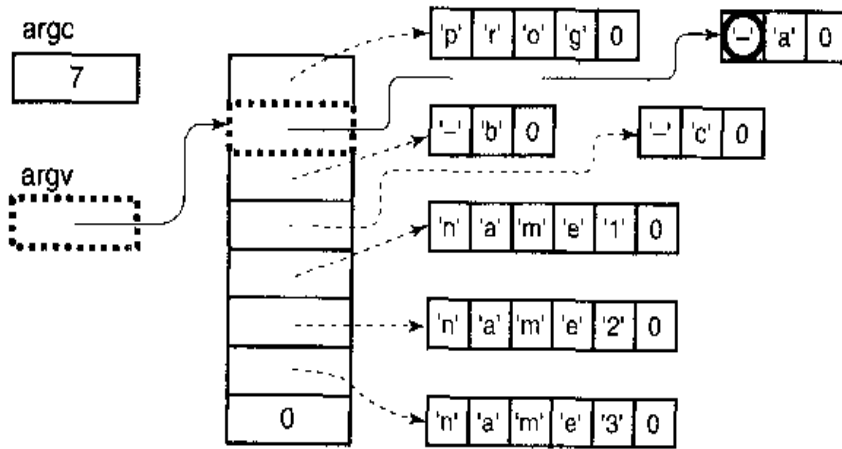 argc
7
argv
0
'p' 'r' 'o' 'g' 0
'–' 'a' 0
'–' 'b' 0
'–' 'c' 0
'n' 'a' 'm' 'e' '1' 0
'n' 'a' 'm' 'e' '2' 0
'n' 'a' 'm' 'e' '3' 0